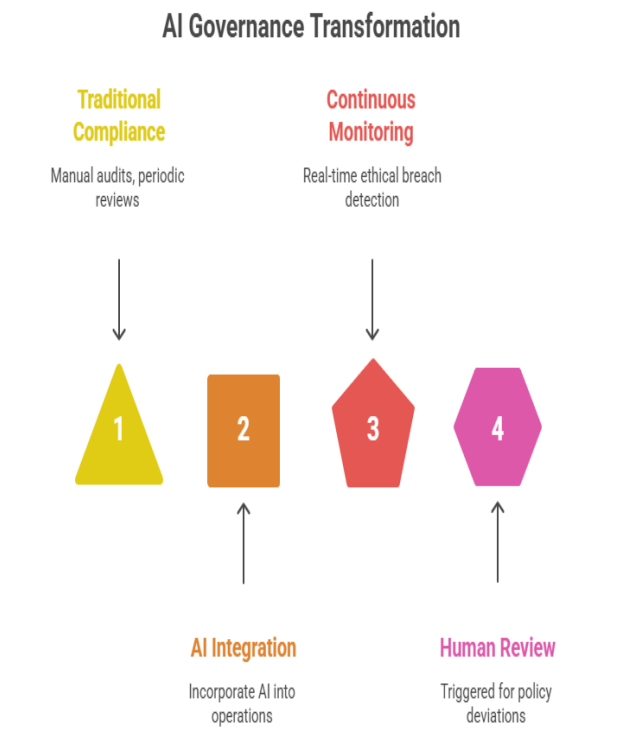 AI Governance Transformation
Traditional
Compliance
Manual audits, periodic
reviews
Continuous
Monitoring
Real-time ethical breach
detection
1
2
3
4
AI Integration
Incorporate AI into
operations
Human Review
Triggered for policy
deviations